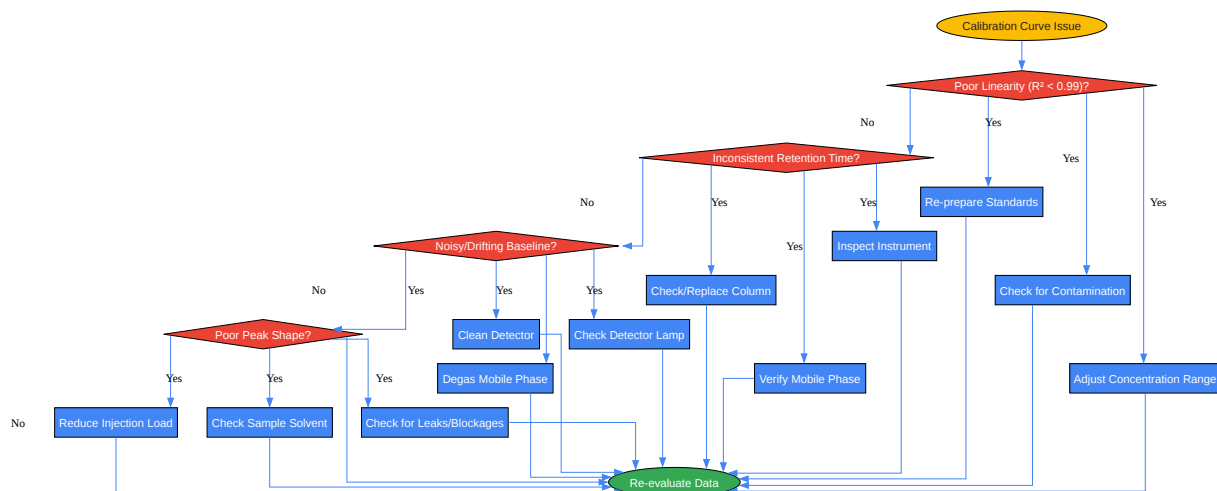 Calibration Curve Issue
Poor Linearity (R² < 0.99)?
No
Yes
Yes
Yes
Inconsistent Retention Time?
Re-prepare Standards
No
Yes
Yes
Yes
Inspect Instrument
Noisy/Drifting Baseline?
Check/Replace Column
Check for Contamination
No
Yes
Yes
Yes
Poor Peak Shape?
Clean Detector
Check Detector Lamp
Degas Mobile Phase
Verify Mobile Phase
Adjust Concentration Range
Yes
Yes
Yes
No
Reduce Injection Load
Check Sample Solvent
Check for Leaks/Blockages
Re-evaluate Data